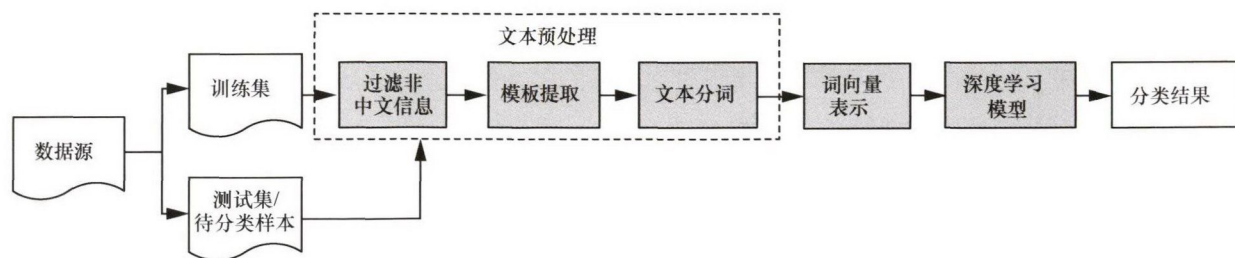 文本预处理
训练集
过滤非
中文信息
模板提取
文本分词
词向量
表示
深度学习
模型
分类结果
数据源
测试集/
待分类样本